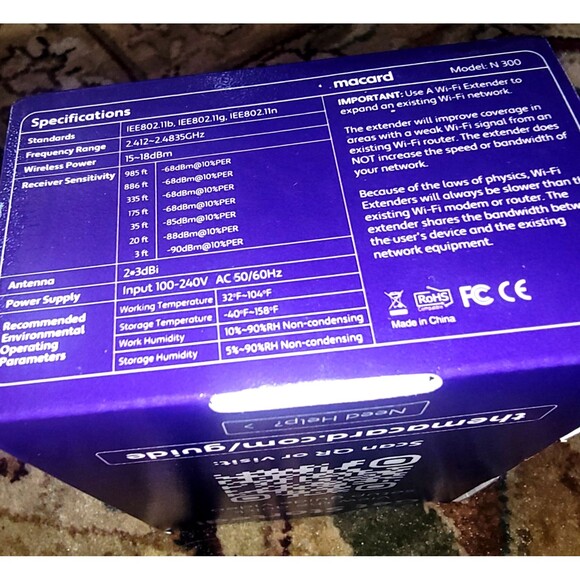 Specifications
Standards IEE802.11b, IEE802.11g, IEE802.11n
Frequency Range 2.412~2.4835GHz
Wireless Power 15~18dBm
Receiver Sensitivity 985 ft -68dBm@10%PER
886 ft -68dBm@10%PER
335 ft -68dBm@10%PER
175 ft -68dBm@10%PER
35 ft -85dBm@10%PER
20 ft -88dBm@10%PER
3 ft -90dBm@10%PER
Antenna 2*3dBi
Power Supply Input 100-240V AC 50/60Hz
Recommended
Environmental
Operating
Parameters
Working Temperature 32°F~104°F
Storage Temperature -40°F~158°F
Work Humidity 10%~90%RH Non-condensing
Storage Humidity 5%~90%RH Non-condensing
macard Model: N 300
IMPORTANT: Use A Wi-Fi Extender to
expand an existing Wi-Fi network.
The extender will improve coverage in
areas with a weak Wi-Fi signal from an
existing Wi-Fi router. The extender does
NOT increase the speed or bandwidth of
your network.
Because of the laws of physics, Wi-Fi
Extenders will always be slower than the
existing Wi-Fi modem or router. The
extender shares the bandwidth betw
the user's device and the existing
network equipment.
RoHS
COMPLIANT
FC CE
Made in China
Need Help? >
themacard.com/guide
Scan QR or visit: